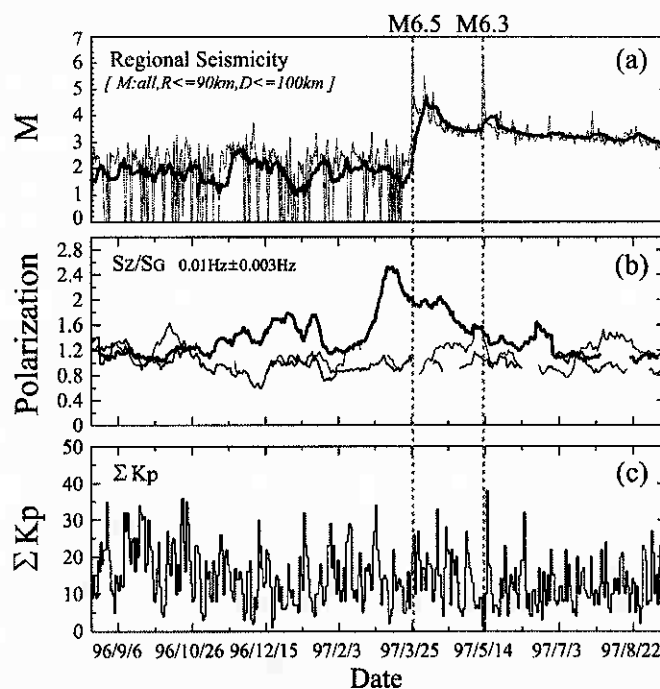 M6.5 M6.3
7
6
5
4
3
2
1
0
M
Regional Seismicity
[ M:all,R<=90km,D<=100km ]
(a)
2.8
2.4
2
1.6
1.2
0.8
0.4
0
Polarization
Sz/SG 0.01Hz±0.003Hz
(b)
50
40
30
20
10
0
ΣKp
Σ Kp
(c)
96/9/6 96/10/26 96/12/15 97/2/3 97/3/25 97/5/14 97/7/3 97/8/22
Date